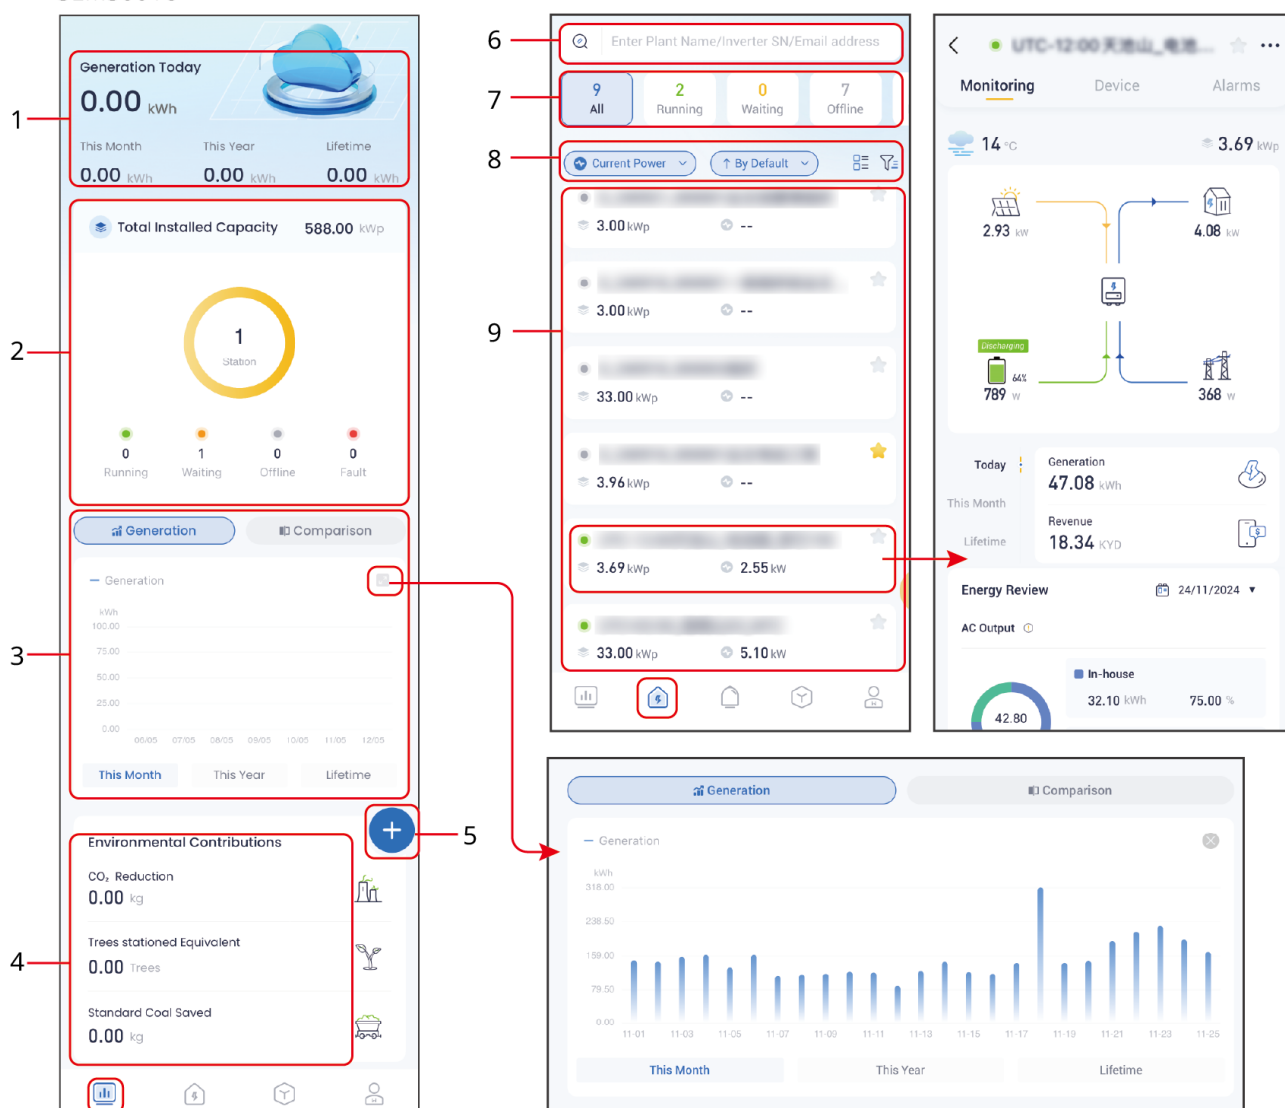 1
Generation Today
0.00 kWh
This Month This Year Lifetime
0.00 kWh 0.00 kWh 0.00 kWh
2
Total Installed Capacity 588.00 kWp
1
Station
0 1 0 0
Running Waiting Offline Fault
3
Generation Comparison
Generation
kWh
100.00
75.00
50.00
25.00
0.00
06/05 07/05 08/05 09/05 10/05 11/05 12/05
This Month This Year Lifetime
5
4
Environmental Contributions
CO₂ Reduction
0.00 kg
Trees stationed Equivalent
0.00 Trees
Standard Coal Saved
0.00 kg
6
Enter Plant Name/Inverter SN/Email address
7
9 2 0 7
All Running Waiting Offline
8
Current Power ↑ By Default
9
3.00 kWp --
3.00 kWp --
33.00 kWp --
3.96 kWp --
3.69 kWp 2.55 kW
33.00 kWp 5.10 kW
UTC-12:00 天池山_电池...
Monitoring Device Alarms
14 °C 3.69 kWp
2.93 kW 4.08 kW
Discharging
64%
789 W 368 W
Today
This Month
Lifetime
Generation
47.08 kWh
Revenue
18.34 KYD
Energy Review 24/11/2024
AC Output
In-house
32.10 kWh 75.00 %
42.80
Generation Comparison
Generation
kWh
318.00
238.50
159.00
79.50
0.00
11-01 11-03 11-05 11-07 11-09 11-11 11-13 11-15 11-17 11-19 11-21 11-23 11-25
This Month This Year Lifetime